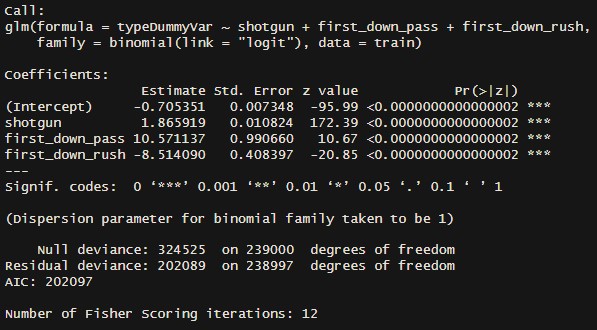 Call:
glm(formula = typeDummyVar ~ shotgun + first_down_pass + first_down_rush,
    family = binomial(link = "logit"), data = train)
Coefficients:
                 Estimate Std. Error z value            Pr(>|z|)
(Intercept)     -0.705351   0.007348  -95.99 <0.0000000000000002 ***
shotgun          1.865919   0.010824  172.39 <0.0000000000000002 ***
first_down_pass 10.571137   0.990660   10.67 <0.0000000000000002 ***
first_down_rush -8.514090   0.408397  -20.85 <0.0000000000000002 ***
---
Signif. codes:  0 ‘***’ 0.001 ‘**’ 0.01 ‘*’ 0.05 ‘.’ 0.1 ‘ ’ 1
(Dispersion parameter for binomial family taken to be 1)
    Null deviance: 324525  on 239000  degrees of freedom
Residual deviance: 202089  on 238997  degrees of freedom
AIC: 202097
Number of Fisher Scoring iterations: 12